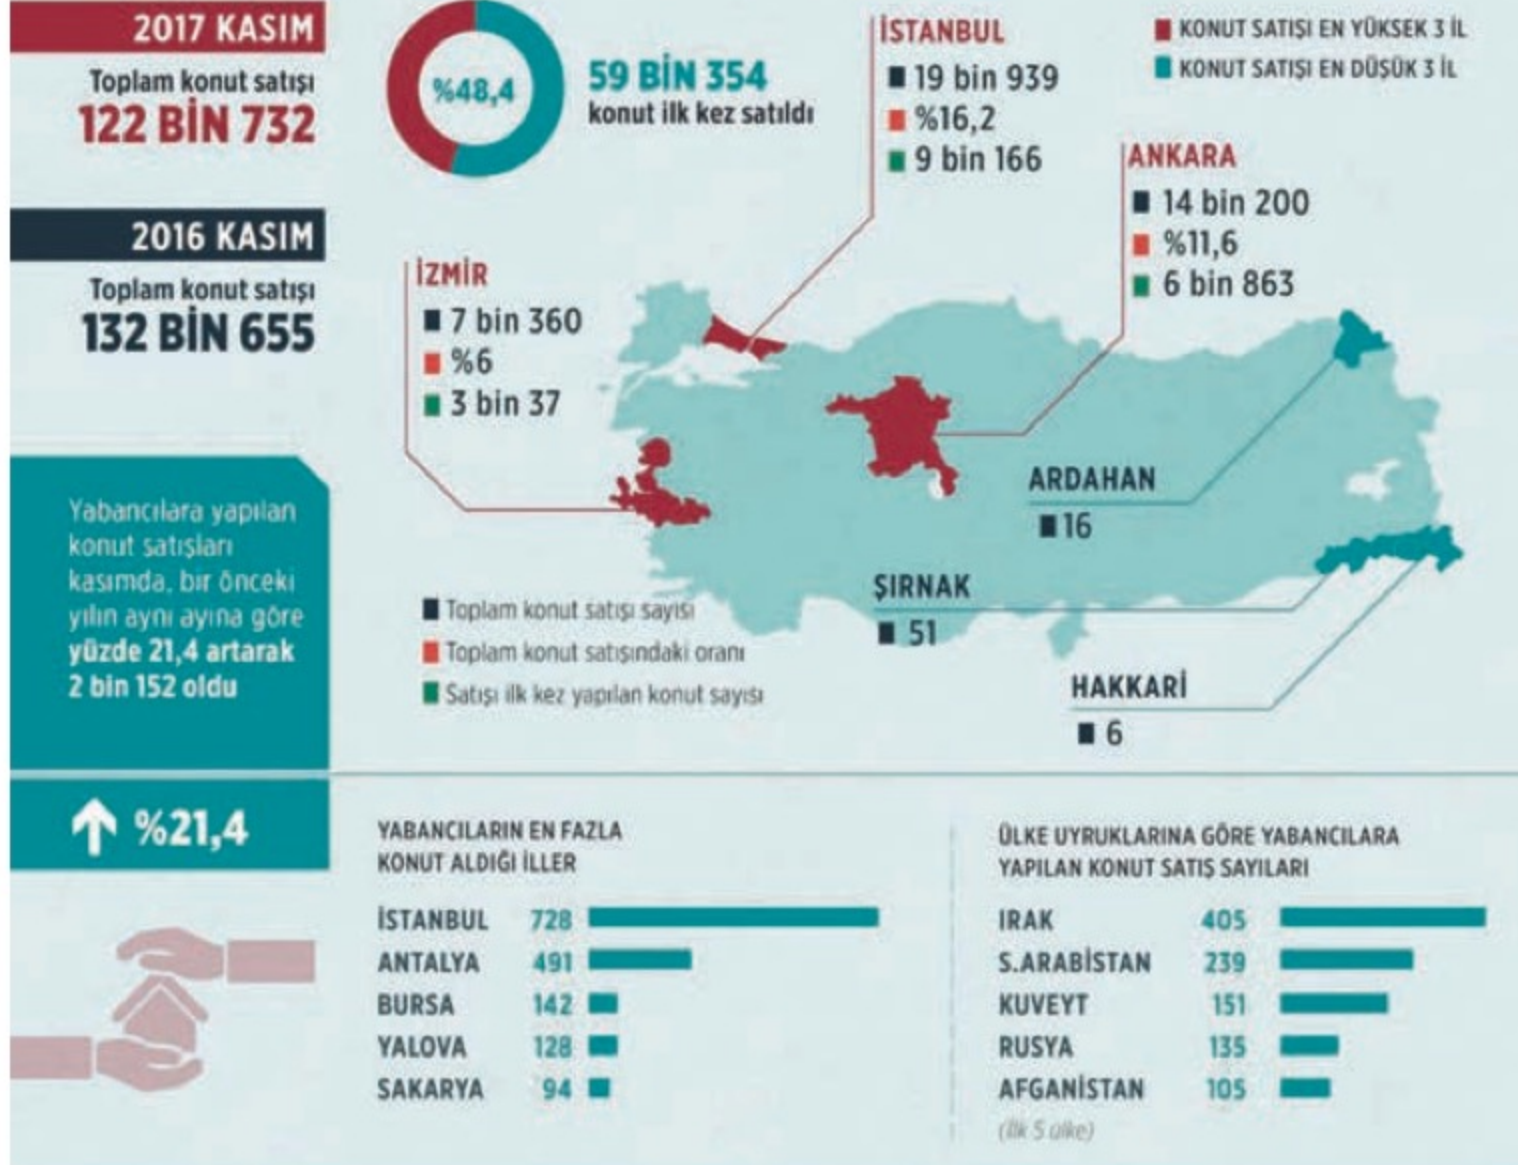 2017 KASIM
Toplam konut satışı
122 BİN 732
2016 KASIM
Toplam konut satışı
132 BİN 655
%48,4
59 BİN 354
konut ilk kez satıldı
KONUT SATIŞI EN YÜKSEK 3 İL
KONUT SATIŞI EN DÜŞÜK 3 İL
İSTANBUL
19 bin 939
%16,2
9 bin 166
ANKARA
14 bin 200
%11,6
6 bin 863
İZMİR
7 bin 360
%6
3 bin 37
ARDAHAN
16
ŞIRNAK
51
HAKKARİ
6
Toplam konut satışı sayısı
Toplam konut satışındaki oranı
Satışı ilk kez yapılan konut sayısı
Yabancılara yapılan
konut satışları
kasımda, bir önceki
yılın aynı ayına göre
yüzde 21,4 artarak
2 bin 152 oldu
%21,4
YABANCILARIN EN FAZLA
KONUT ALDIĞI İLLER
İSTANBUL 728
ANTALYA 491
BURSA 142
YALOVA 128
SAKARYA 94
ÜLKE UYRUKLARINA GÖRE YABANCILARA
YAPILAN KONUT SATIŞ SAYILARI
IRAK 405
S.ARABİSTAN 239
KUVEYT 151
RUSYA 135
AFGANİSTAN 105
(İlk 5 ülke)